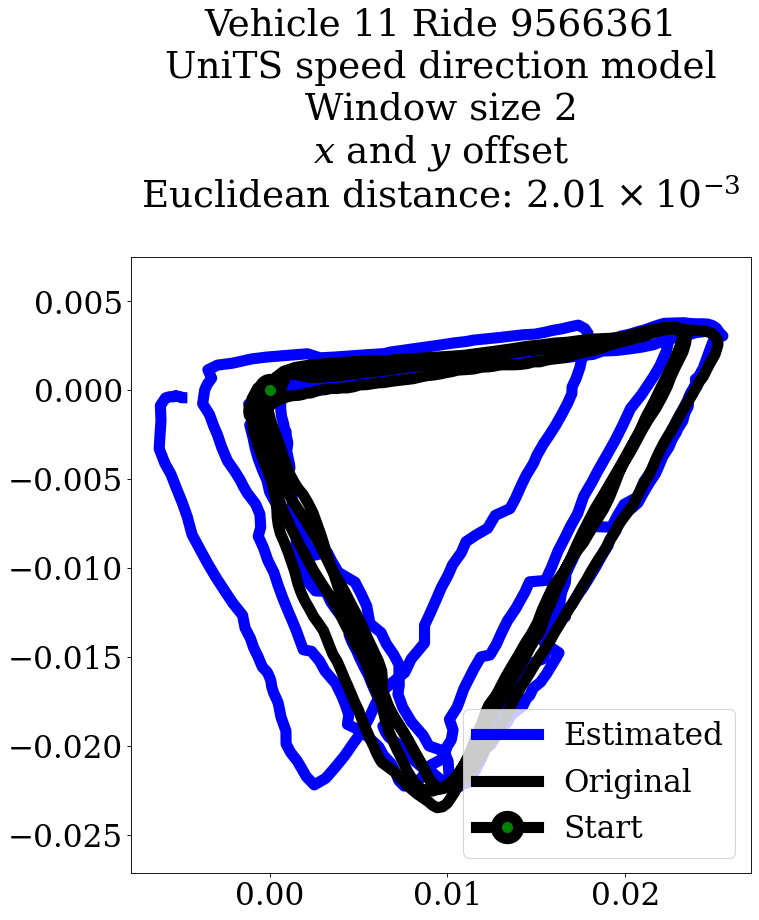 Vehicle 11 Ride 9566361
UniTS speed direction model
Window size 2
x and y offset
Euclidean distance: 2.01 × 10⁻³
0.005
0.000
−0.005
−0.010
−0.015
−0.020
−0.025
Estimated
Original
Start
0.00 0.01 0.02